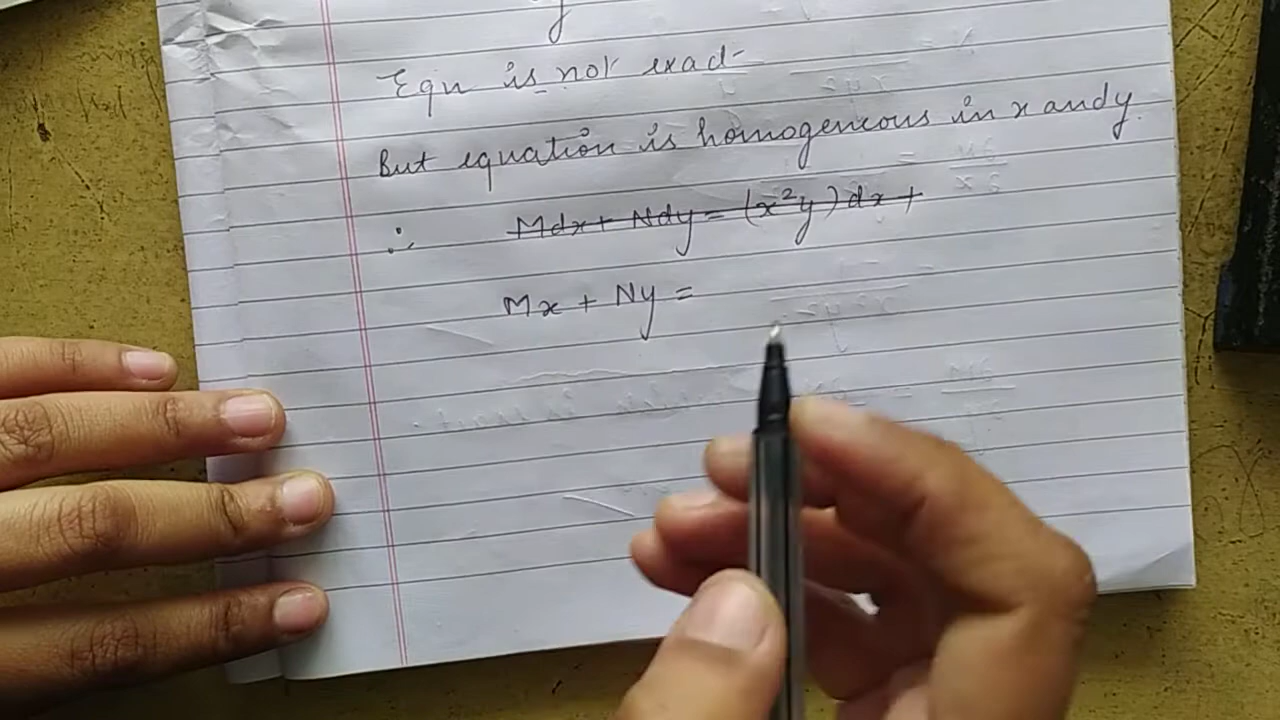 Eqn is not exact
But equation is homogeneous in x and y.
∴ Mdx + Ndy = (x²y) dx +
Mx + Ny =